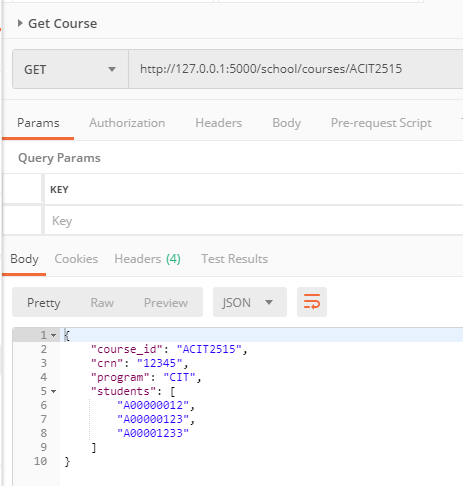 Get Course
GET http://127.0.0.1:5000/school/courses/ACIT2515
Params Authorization Headers Body Pre-request Script
Query Params
KEY
Key
Body Cookies Headers (4) Test Results
Pretty Raw Preview JSON
1 {
2 "course_id": "ACIT2515",
3 "crn": "12345",
4 "program": "CIT",
5 "students": [
6 "A00000012",
7 "A00000123",
8 "A00001233"
9 ]
10 }